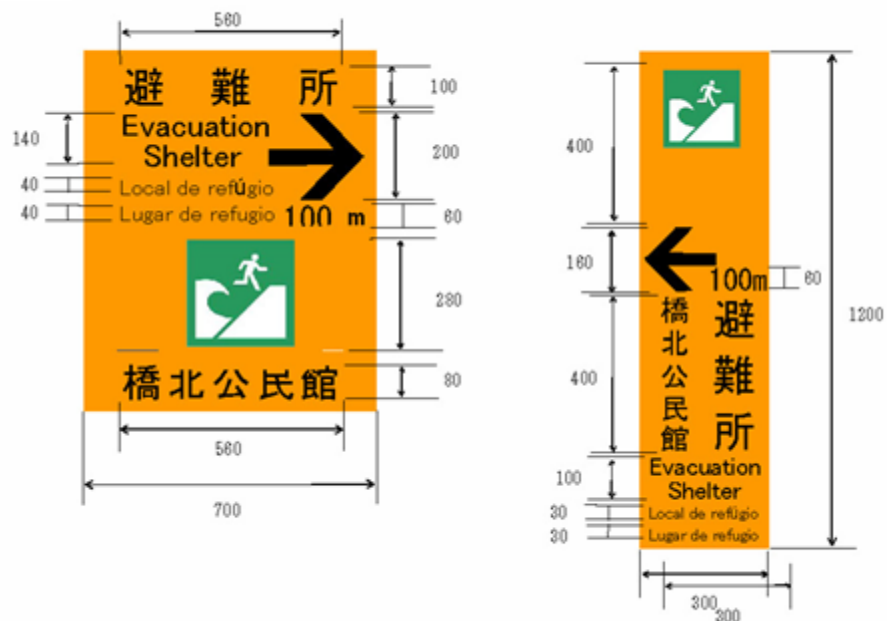 560
避難所
100
Evacuation
Shelter
140
200
Local de refúgio
40
Lugar de refugio
40
100 m
60
280
橋北公民館
80
560
700
400
160
100m
60
1200
橋北公民館
避難所
400
Evacuation
Shelter
100
Local de refúgio
30
Lugar de refugio
30
300
300